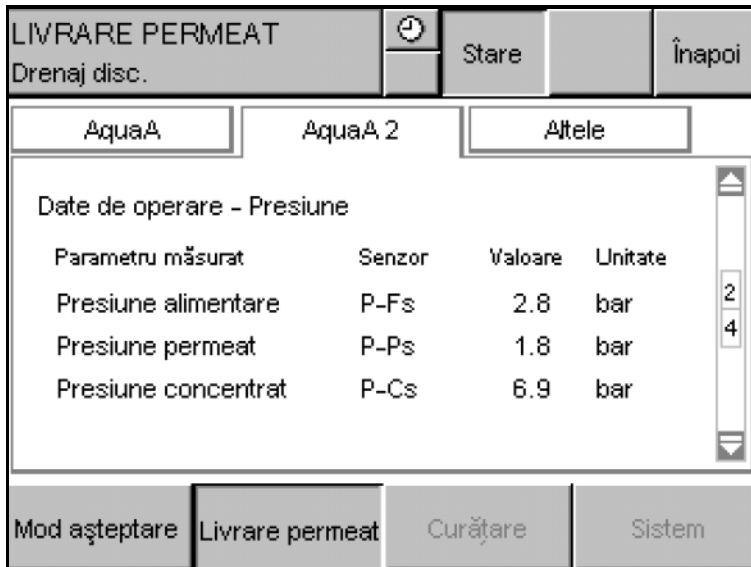 LIVRARE PERMEAT
Drenaj disc.
Stare
Înapoi
AquaA AquaA 2 Altele
Date de operare - Presiune
Parametru măsurat Senzor Valoare Unitate
Presiune alimentare P-Fs 2.8 bar
Presiune permeat P-Ps 1.8 bar
Presiune concentrat P-Cs 6.9 bar
2
4
Mod aşteptare Livrare permeat Curăţare Sistem